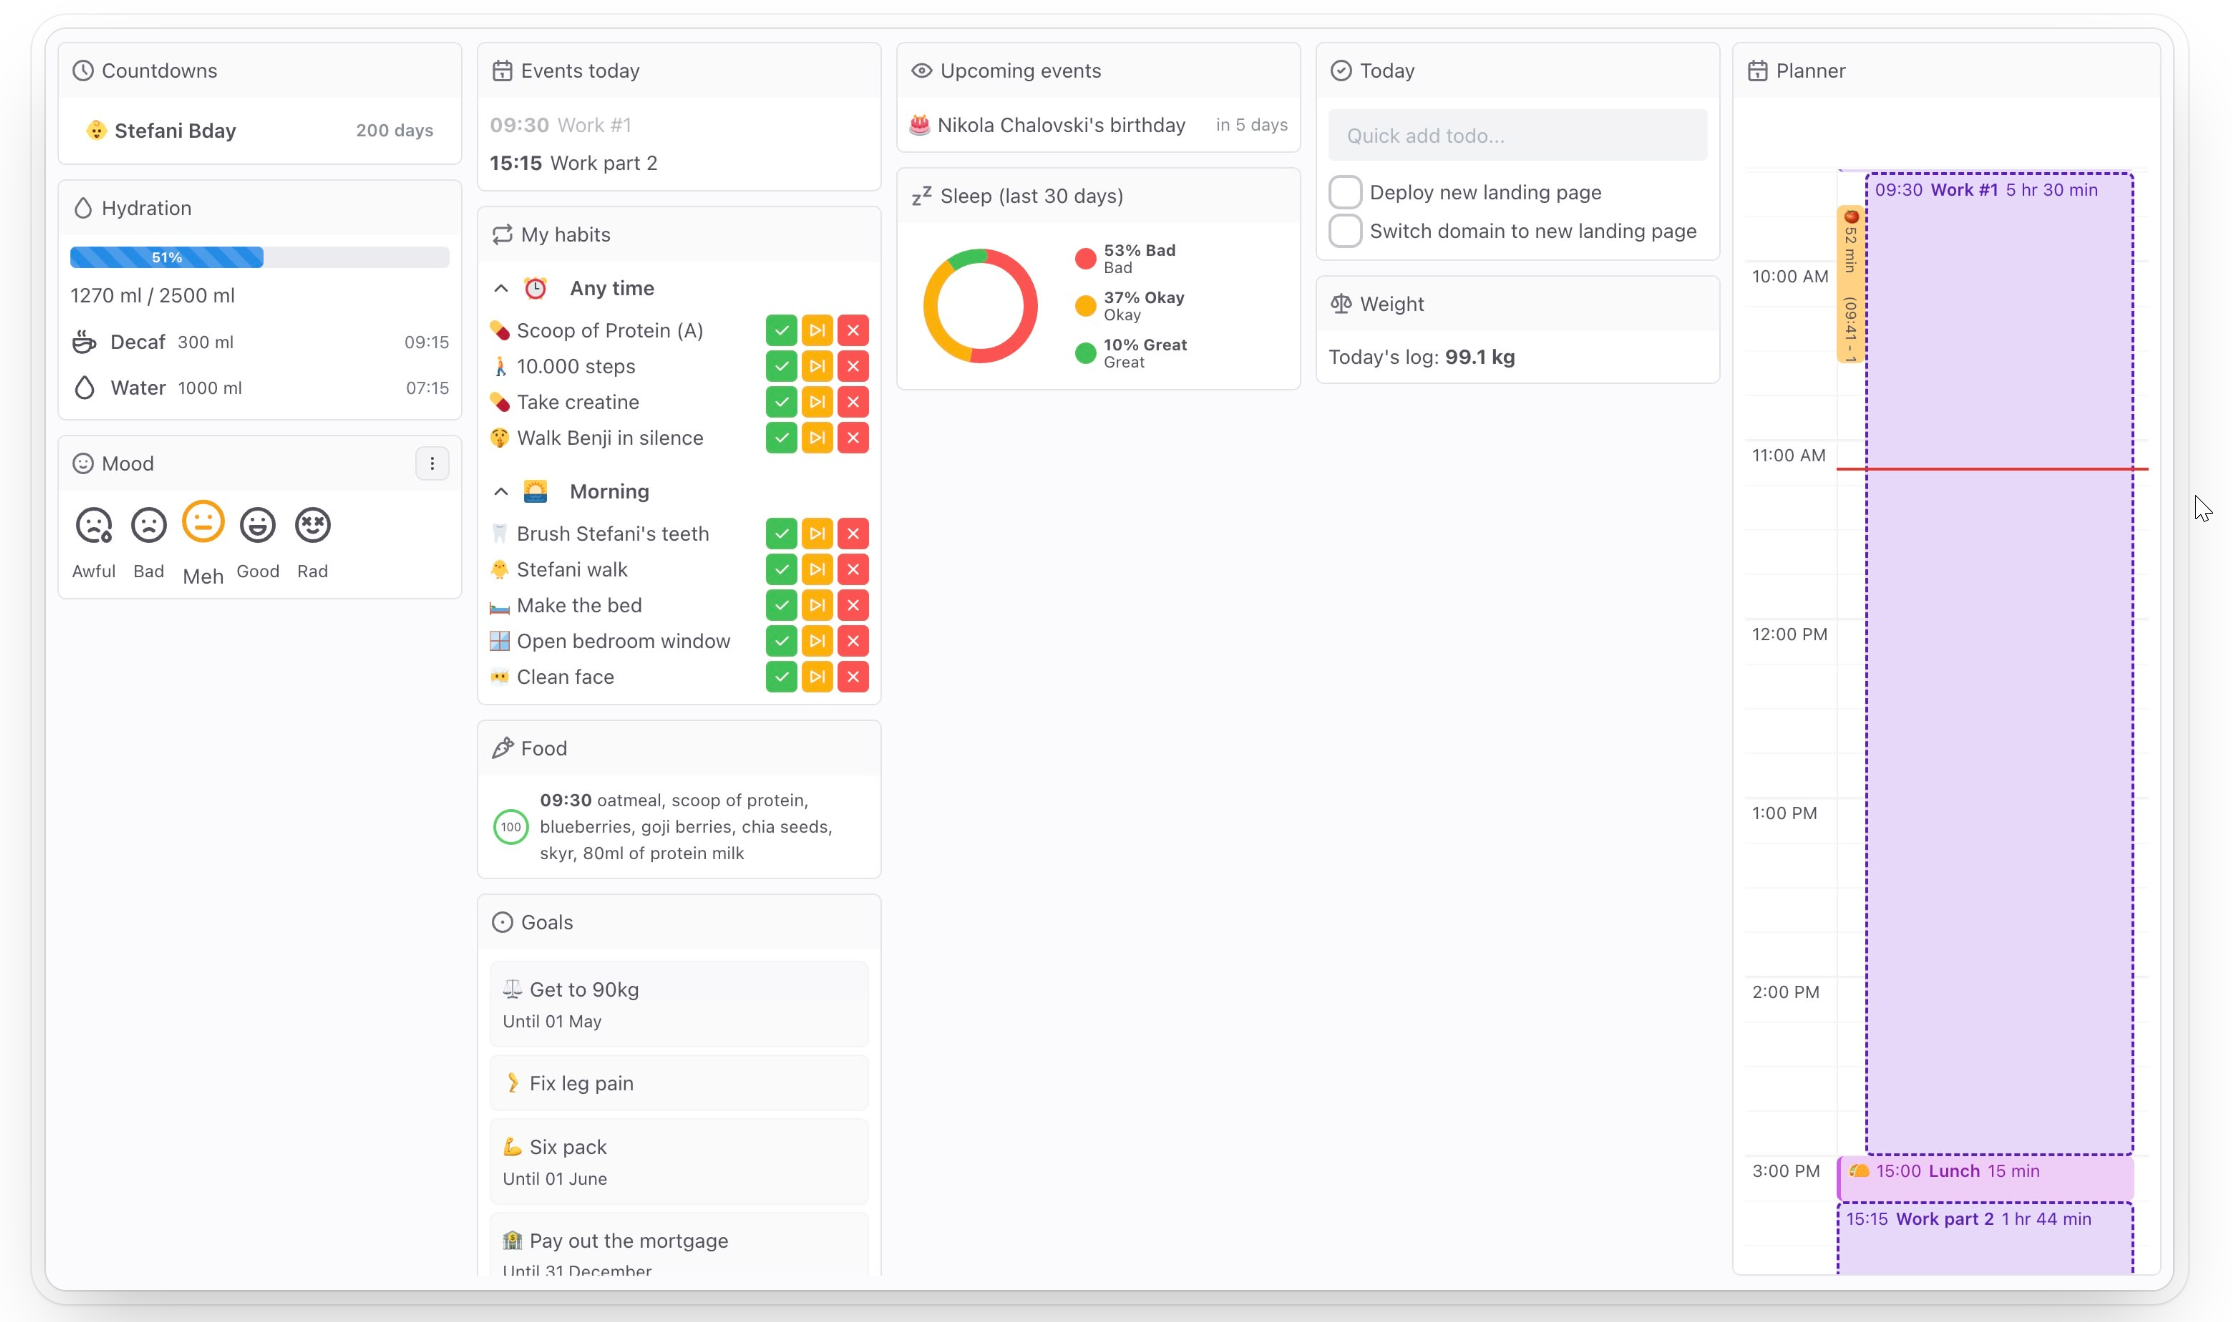 Countdowns
Stefani Bday 200 days
Hydration
51%
1270 ml / 2500 ml
Decaf 300 ml 09:15
Water 1000 ml 07:15
Mood
Awful Bad Meh Good Rad
Events today
09:30 Work #1
15:15 Work part 2
My habits
Any time
Scoop of Protein (A)
10.000 steps
Take creatine
Walk Benji in silence
Morning
Brush Stefani's teeth
Stefani walk
Make the bed
Open bedroom window
Clean face
Food
100
09:30 oatmeal, scoop of protein,
blueberries, goji berries, chia seeds,
skyr, 80ml of protein milk
Goals
Get to 90kg
Until 01 May
Fix leg pain
Six pack
Until 01 June
Pay out the mortgage
Until 31 December
Upcoming events
Nikola Chalovski's birthday in 5 days
Sleep (last 30 days)
53% Bad
Bad
37% Okay
Okay
10% Great
Great
Today
Quick add todo...
Deploy new landing page
Switch domain to new landing page
Weight
Today's log: 99.1 kg
Planner
09:30 Work #1 5 hr 30 min
52 min (09:41 - 1
10:00 AM
11:00 AM
12:00 PM
1:00 PM
2:00 PM
3:00 PM
15:00 Lunch 15 min
15:15 Work part 2 1 hr 44 min